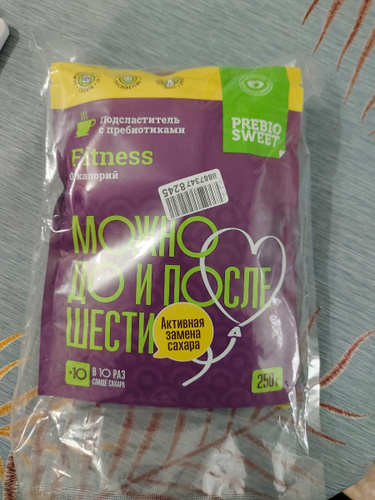 PREBIO
SWEET
Подсластитель
с пребиотиками
Fitness
0 калорий
МОЖНО
ДО И ПОСЛЕ
ШЕСТИ
Активная
замена
сахара
×10
В 10 РАЗ
СЛАЩЕ САХАРА
250г